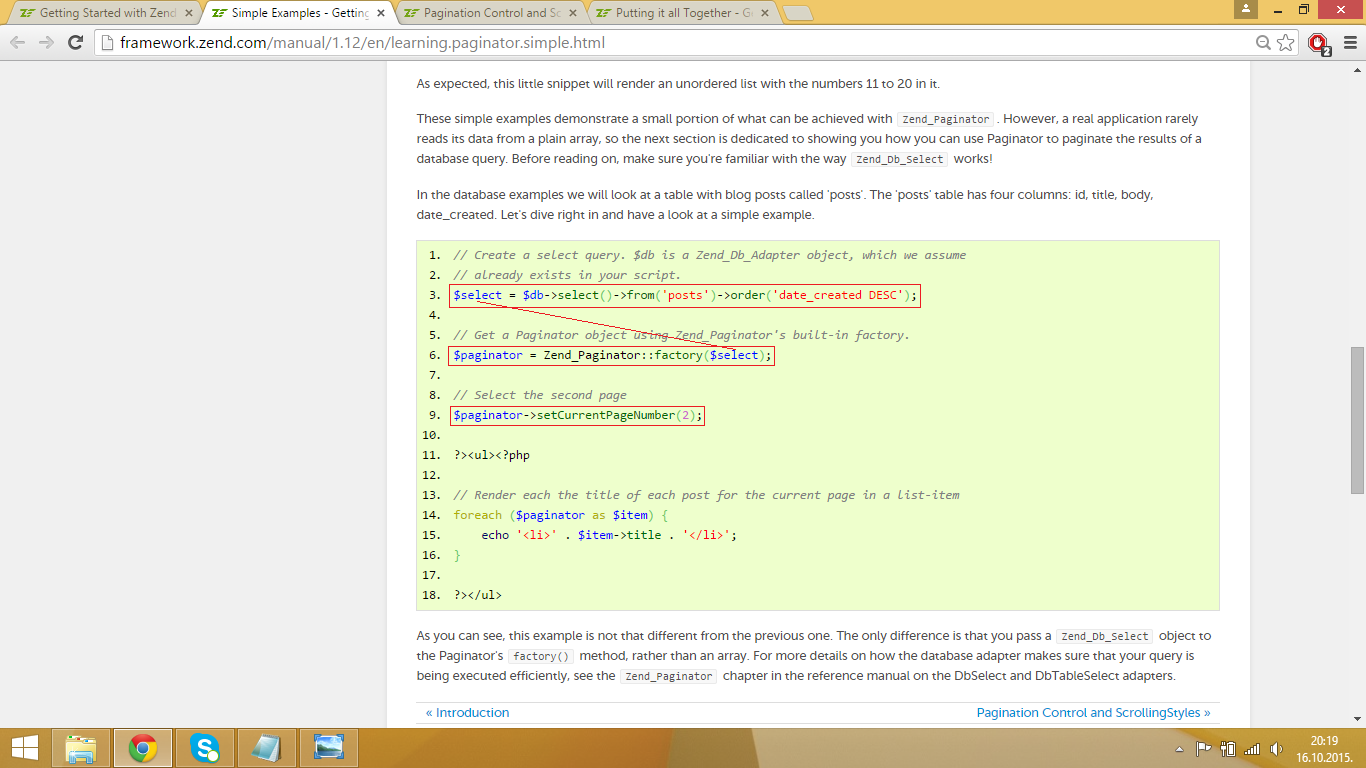 Getting Started with Zend
Simple Examples - Getting
Pagination Control and Sc
Putting it all Together - G
framework.zend.com/manual/1.12/en/learning.paginator.simple.html
2
As expected, this little snippet will render an unordered list with the numbers 11 to 20 in it.
These simple examples demonstrate a small portion of what can be achieved with Zend_Paginator . However, a real application rarely
reads its data from a plain array, so the next section is dedicated to showing you how you can use Paginator to paginate the results of a
database query. Before reading on, make sure you're familiar with the way Zend_Db_Select works!
In the database examples we will look at a table with blog posts called 'posts'. The 'posts' table has four columns: id, title, body,
date_created. Let's dive right in and have a look at a simple example.
1. // Create a select query. $db is a Zend_Db_Adapter object, which we assume
2. // already exists in your script.
3. $select = $db->select()->from('posts')->order('date_created DESC');
4.
5. // Get a Paginator object using Zend_Paginator's built-in factory.
6. $paginator = Zend_Paginator::factory($select);
7.
8. // Select the second page
9. $paginator->setCurrentPageNumber(2);
10.
11. ?><ul><?php
12.
13. // Render each the title of each post for the current page in a list-item
14. foreach ($paginator as $item) {
15.     echo '<li>' . $item->title . '</li>';
16. }
17.
18. ?></ul>
As you can see, this example is not that different from the previous one. The only difference is that you pass a Zend_Db_Select object to
the Paginator's factory() method, rather than an array. For more details on how the database adapter makes sure that your query is
being executed efficiently, see the Zend_Paginator chapter in the reference manual on the DbSelect and DbTableSelect adapters.
« Introduction
Pagination Control and ScrollingStyles »
20:19
16.10.2015.